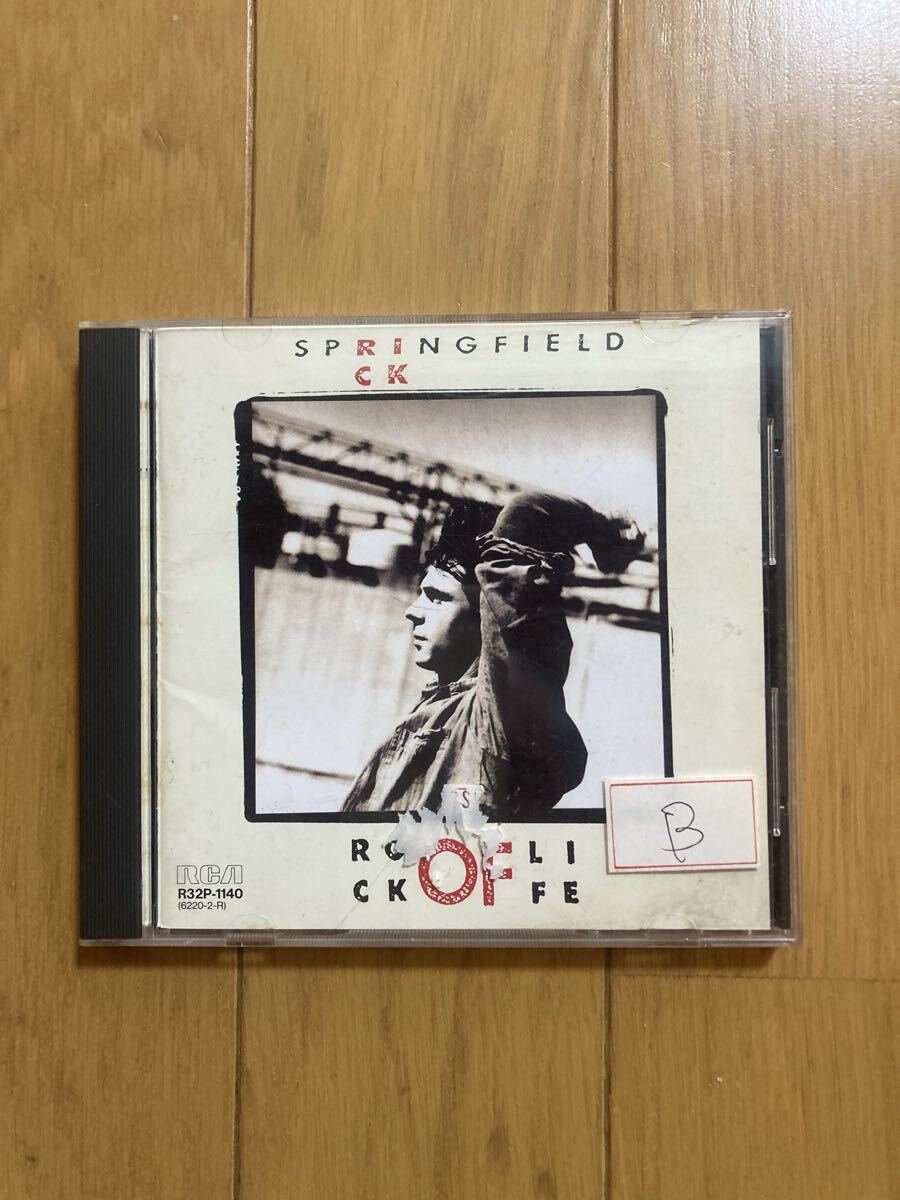 SPRINGFIELD
CK
S
RO OF LI
CK FE
B
RCA
R32P-1140
(6220-2-R)